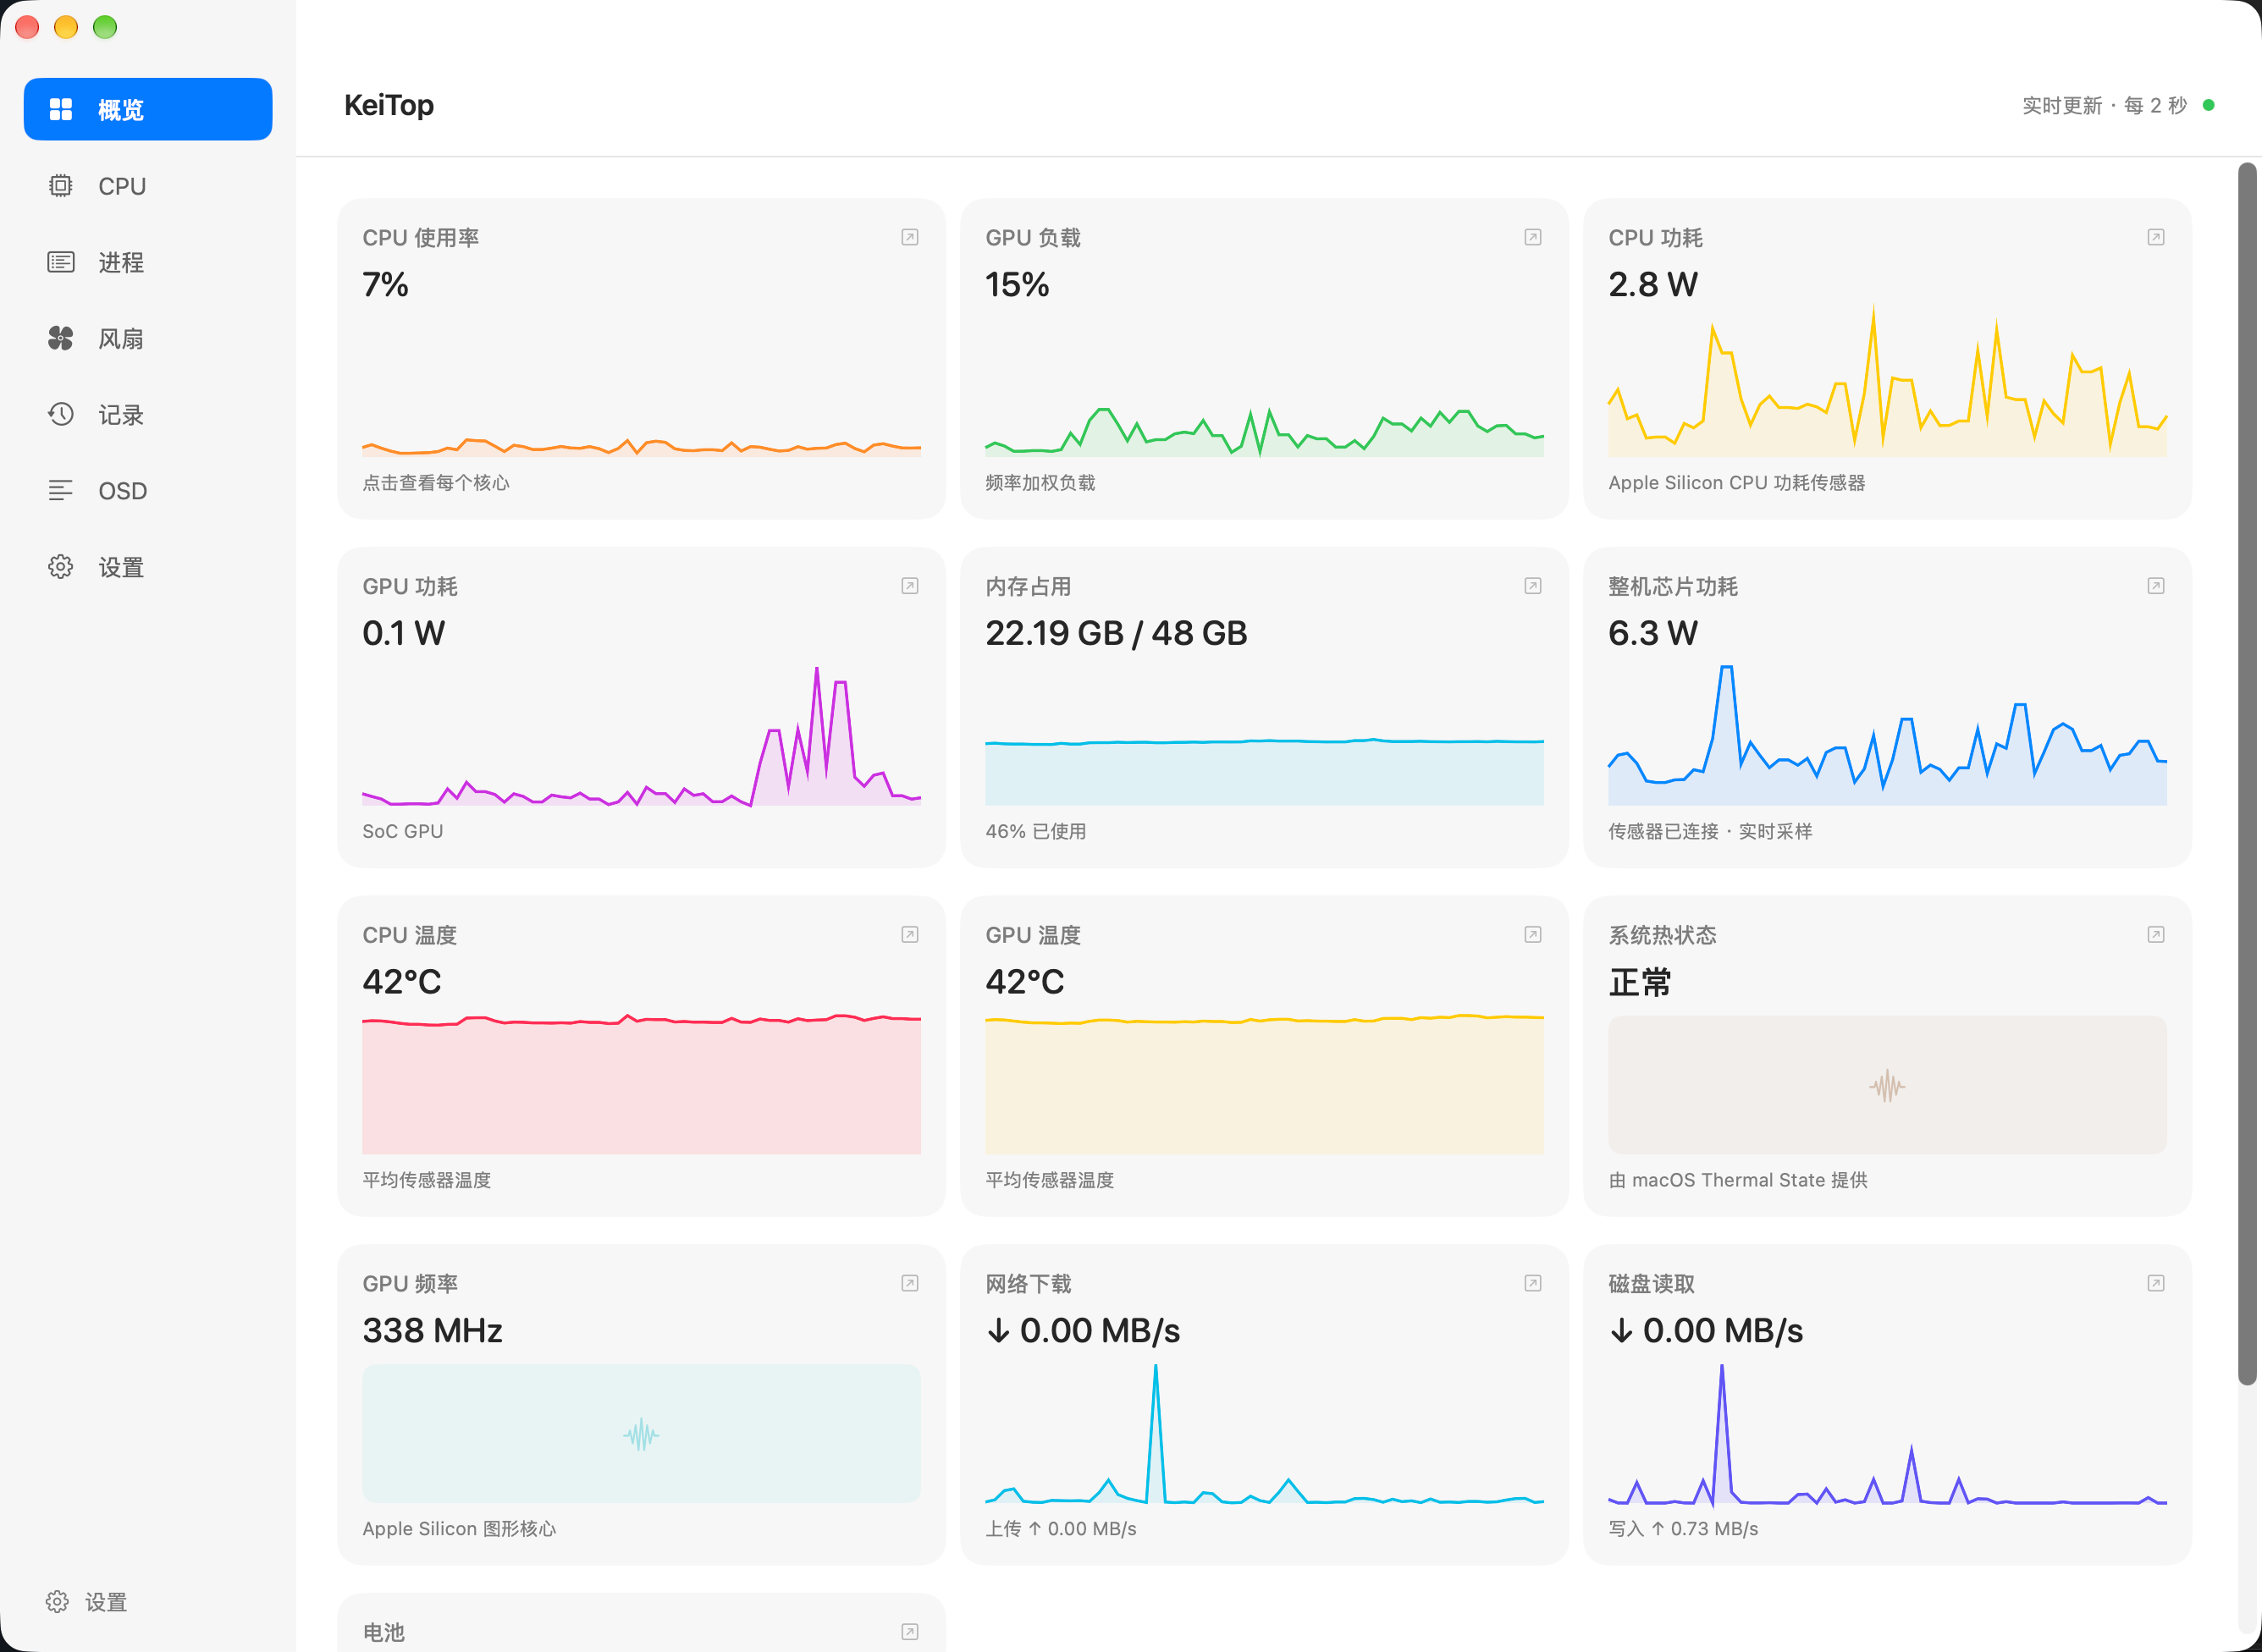 概览
CPU
进程
风扇
记录
OSD
设置
设置
KeiTop
实时更新 · 每 2 秒
CPU 使用率
7%
点击查看每个核心
GPU 负载
15%
频率加权负载
CPU 功耗
2.8 W
Apple Silicon CPU 功耗传感器
GPU 功耗
0.1 W
SoC GPU
内存占用
22.19 GB / 48 GB
46% 已使用
整机芯片功耗
6.3 W
传感器已连接 · 实时采样
CPU 温度
42°C
平均传感器温度
GPU 温度
42°C
平均传感器温度
系统热状态
正常
由 macOS Thermal State 提供
GPU 频率
338 MHz
Apple Silicon 图形核心
网络下载
↓ 0.00 MB/s
上传 ↑ 0.00 MB/s
磁盘读取
↓ 0.00 MB/s
写入 ↑ 0.73 MB/s
电池